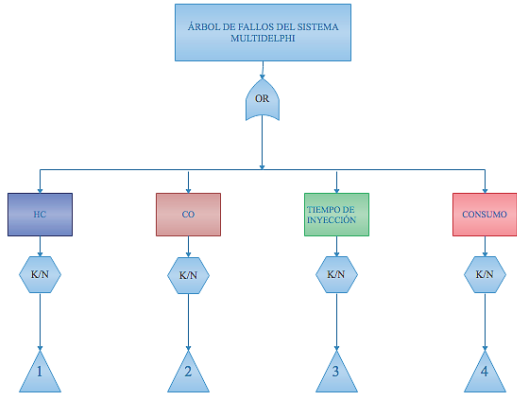 ÁRBOL DE FALLOS DEL SISTEMA
MULTIDELPHI
OR
HC
CO
TIEMPO DE
INYECCIÓN
CONSUMO
K/N
K/N
K/N
K/N
1
2
3
4